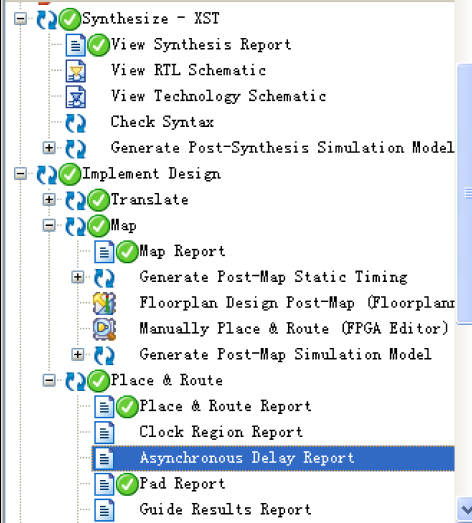 Synthesize - XST
View Synthesis Report
View RTL Schematic
View Technology Schematic
Check Syntax
Generate Post-Synthesis Simulation Model
Implement Design
Translate
Map
Map Report
Generate Post-Map Static Timing
Floorplan Design Post-Map (Floorplann
Manually Place & Route (FPGA Editor)
Generate Post-Map Simulation Model
Place & Route
Place & Route Report
Clock Region Report
Asynchronous Delay Report
Pad Report
Guide Results Report